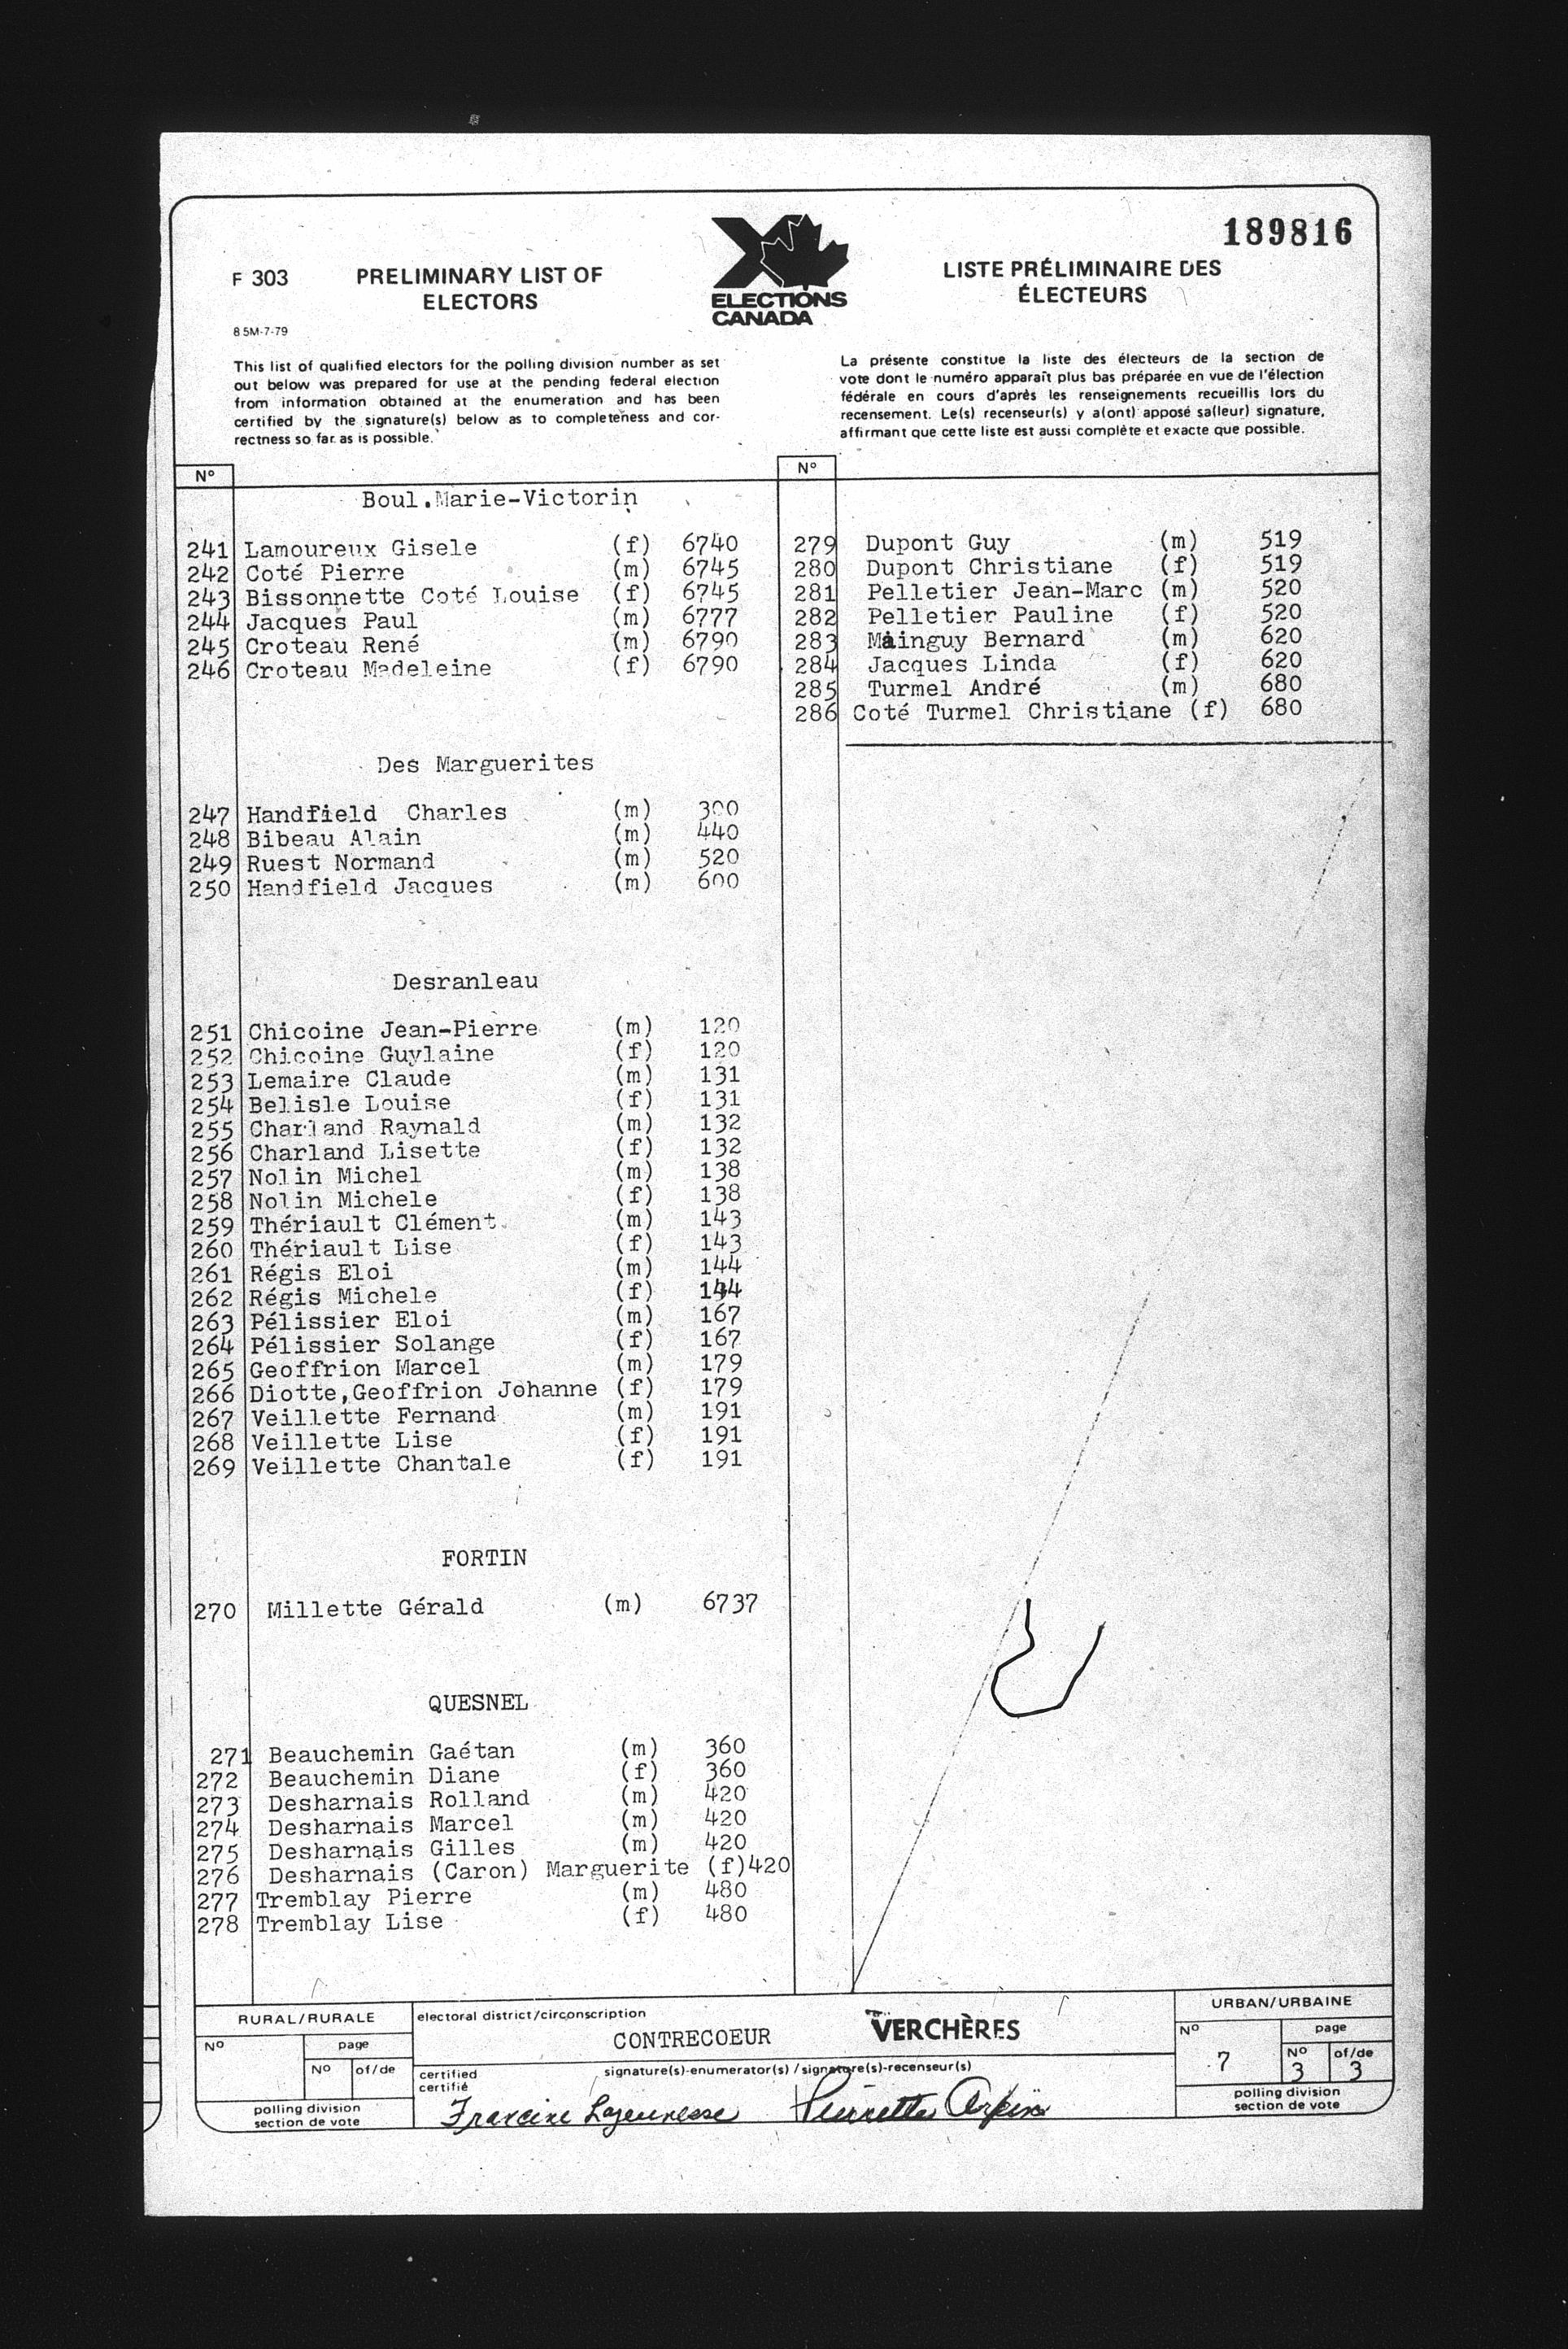 189816
F 303
PRELIMINARY LIST OF
ELECTORS
8 5M-7-79
ELECTIONS
CANADA
LISTE PRÉLIMINAIRE DES
ÉLECTEURS
This list of qualified electors for the polling division number as set
out below was prepared for use at the pending federal election
from information obtained at the enumeration and has been
certified by the signature(s) below as to completeness and cor-
rectness so far as is possible.
La présente constitue la liste des électeurs de la section de
vote dont le numéro apparaît plus bas préparée en vue de l'élection
fédérale en cours d'après les renseignements recueillis lors du
recensement. Le(s) recenseur(s) y a(ont) apposé sa(leur) signature,
affirmant que cette liste est aussi complète et exacte que possible.
Nº
Boul.Marie-Victorin
241 Lamoureux Gisele (f) 6740
242 Coté Pierre (m) 6745
243 Bissonnette Coté Louise (f) 6745
244 Jacques Paul (m) 6777
245 Croteau René (m) 6790
246 Croteau Madeleine (f) 6790
Des Marguerites
247 Handfield Charles (m) 300
248 Bibeau Alain (m) 440
249 Ruest Normand (m) 520
250 Handfield Jacques (m) 600
Desranleau
251 Chicoine Jean-Pierre (m) 120
252 Chicoine Guylaine (f) 120
253 Lemaire Claude (m) 131
254 Belisle Louise (f) 131
255 Charland Raynald (m) 132
256 Charland Lisette (f) 132
257 Nolin Michel (m) 138
258 Nolin Michele (f) 138
259 Thériault Clément (m) 143
260 Thériault Lise (f) 143
261 Régis Eloi (m) 144
262 Régis Michele (f) 144
263 Pélissier Eloi (m) 167
264 Pélissier Solange (f) 167
265 Geoffrion Marcel (m) 179
266 Diotte,Geoffrion Johanne (f) 179
267 Veillette Fernand (m) 191
268 Veillette Lise (f) 191
269 Veillette Chantale (f) 191
FORTIN
270 Millette Gérald (m) 6737
QUESNEL
271 Beauchemin Gaétan (m) 360
272 Beauchemin Diane (f) 360
273 Desharnais Rolland (m) 420
274 Desharnais Marcel (m) 420
275 Desharnais Gilles (m) 420
276 Desharnais (Caron) Marguerite (f)420
277 Tremblay Pierre (m) 480
278 Tremblay Lise (f) 480
Nº
279 Dupont Guy (m) 519
280 Dupont Christiane (f) 519
281 Pelletier Jean-Marc (m) 520
282 Pelletier Pauline (f) 520
283 Mainguy Bernard (m) 620
284 Jacques Linda (f) 620
285 Turmel André (m) 680
286 Coté Turmel Christiane (f) 680
RURAL/RURALE
Nº
page
Nº of/de
polling division
section de vote
electoral district/circonscription
CONTRECOEUR VERCHÈRES
certified
certifié
signature(s)-enumerator(s)/signature(s)-recenseur(s)
Francine Lajeunesse Pierrette Arpin
URBAN/URBAINE
Nº
7
page
Nº of/de
3 3
polling division
section de vote